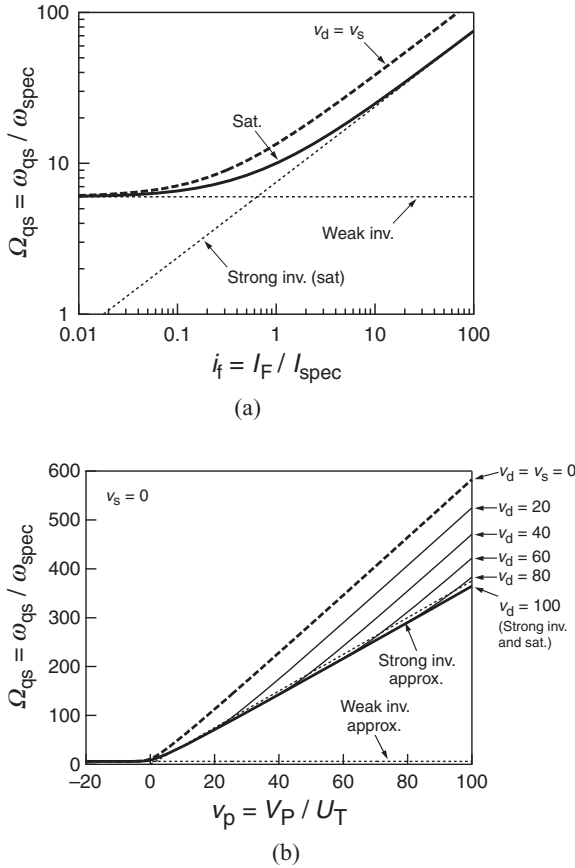 100
v_d = v_s
Ω_qs = ω_qs / ω_spec
Sat.
10
Weak inv.
Strong inv. (sat)
1
0.01 0.1 1 10 100
i_f = I_F / I_spec
(a)
600
v_s = 0
v_d = v_s = 0
500
v_d = 20
v_d = 40
400
v_d = 60
v_d = 80
300
v_d = 100
(Strong inv.
and sat.)
Ω_qs = ω_qs / ω_spec
200
Strong inv.
approx.
100
Weak inv.
approx.
0
−20 0 20 40 60 80 100
v_p = V_P / U_T
(b)